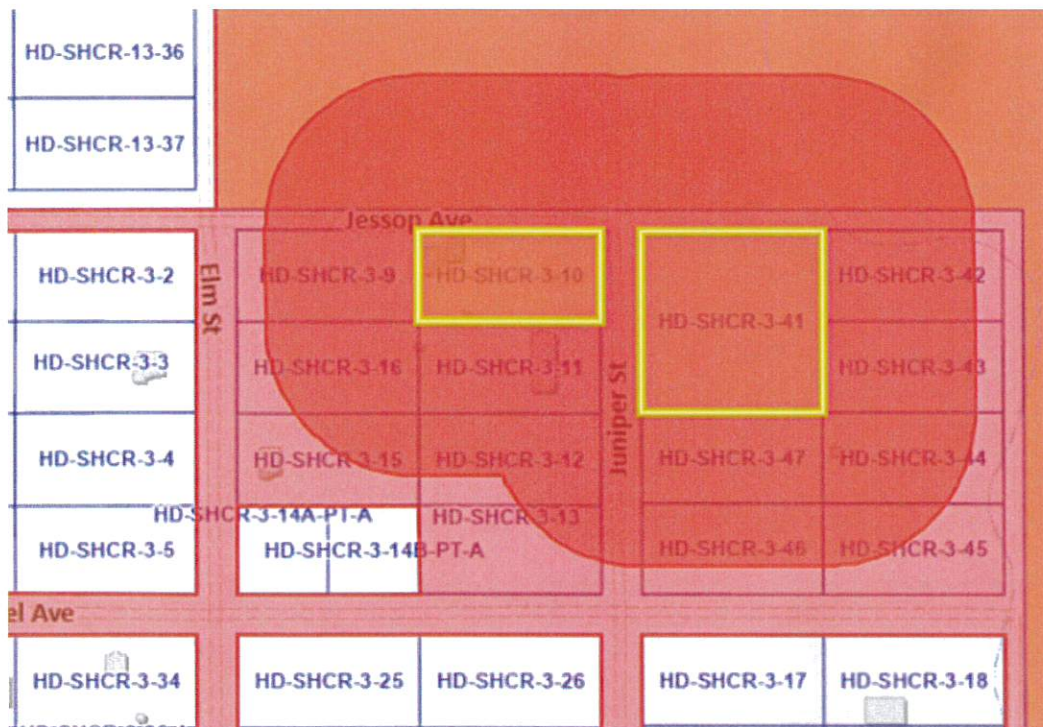 HD-SHCR-13-36
HD-SHCR-13-37
Jessop Ave
HD-SHCR-3-2
Elm St
HD-SHCR-3-9
HD-SHCR-3-10
HD-SHCR-3-42
HD-SHCR-3-41
HD-SHCR-3-3
HD-SHCR-3-16
HD-SHCR-3-11
Juniper St
HD-SHCR-3-43
HD-SHCR-3-4
HD-SHCR-3-15
HD-SHCR-3-12
HD-SHCR-3-47
HD-SHCR-3-44
HD-SHCR-3-14A-PT-A
HD-SHCR-3-13
HD-SHCR-3-5
HD-SHCR-3-14B-PT-A
HD-SHCR-3-46
HD-SHCR-3-45
el Ave
HD-SHCR-3-34
HD-SHCR-3-25
HD-SHCR-3-26
HD-SHCR-3-17
HD-SHCR-3-18